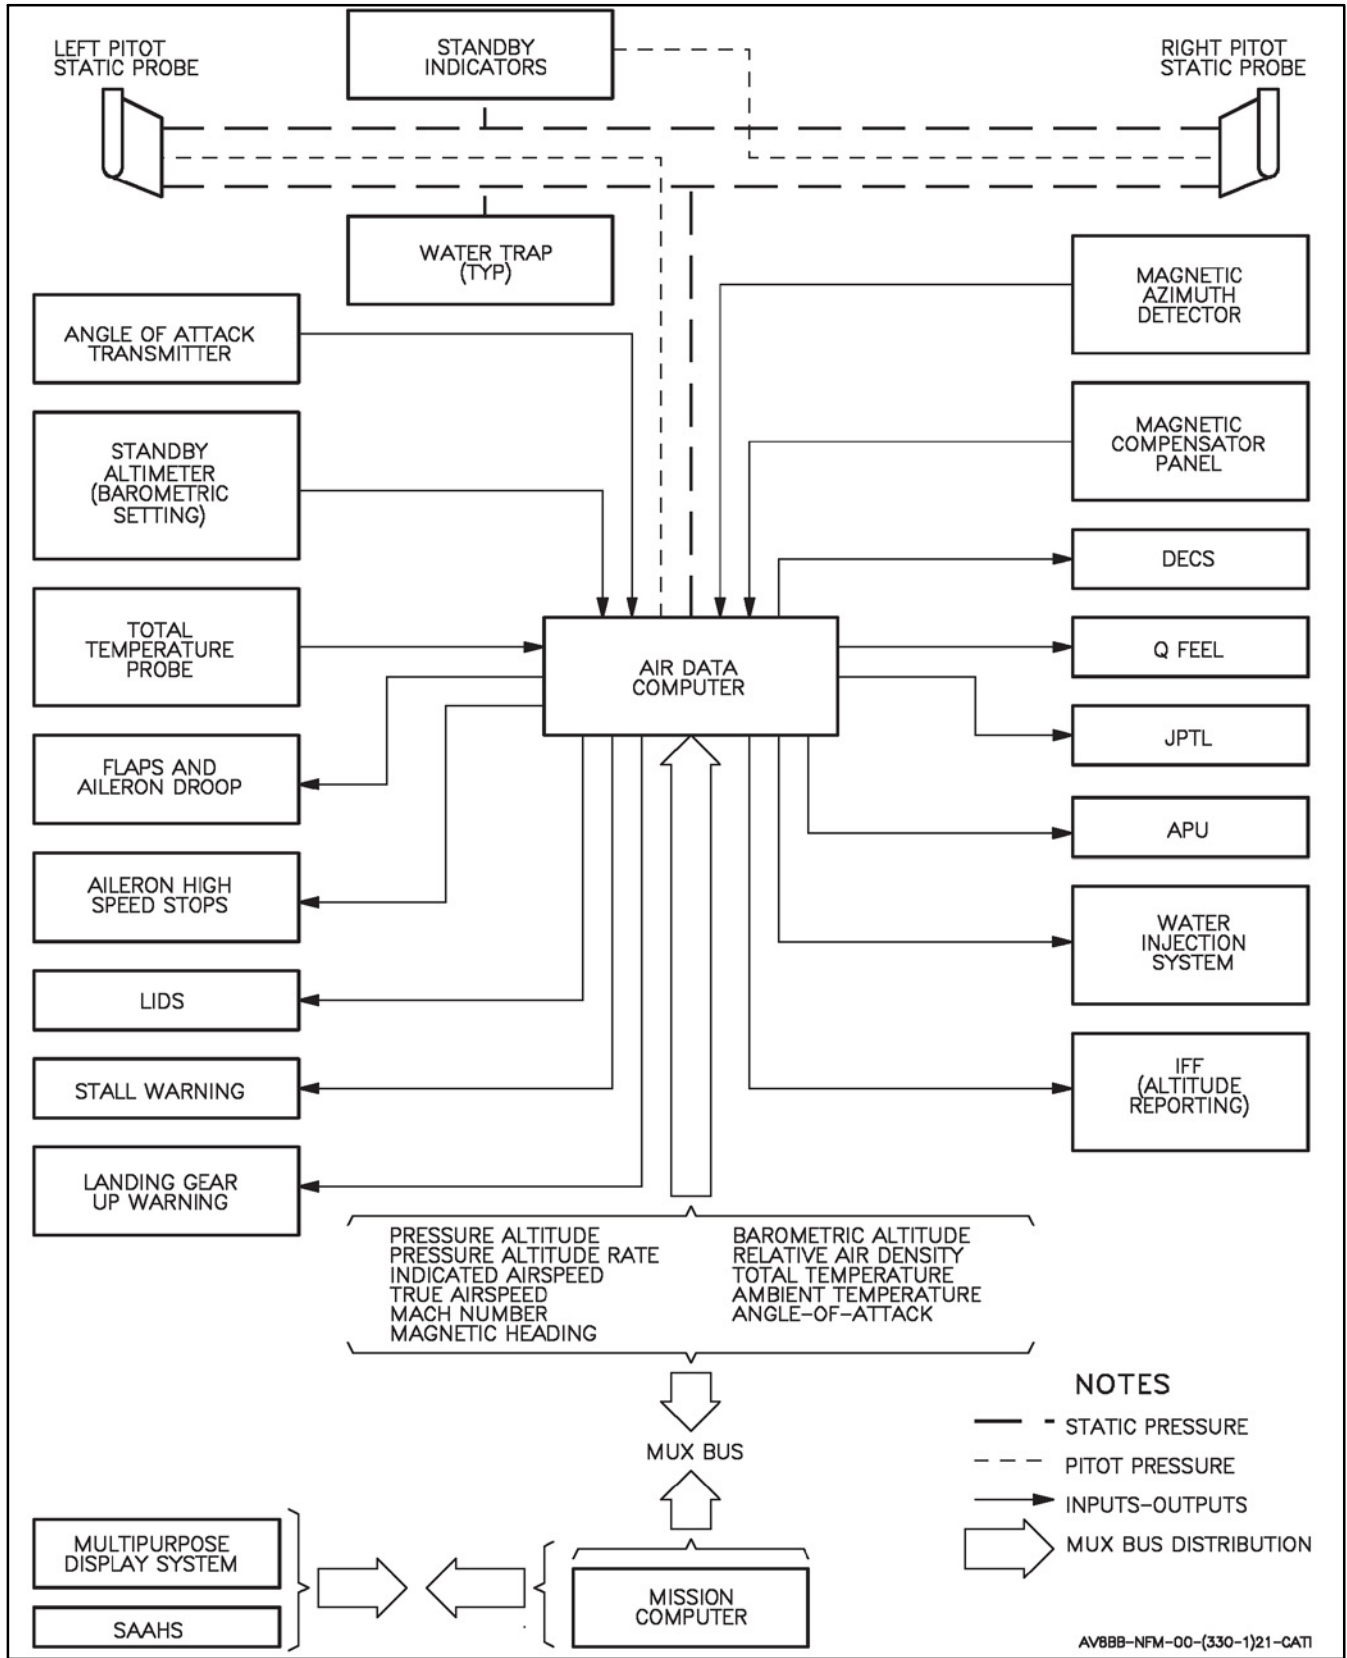 LEFT PITOT
STATIC PROBE
STANDBY
INDICATORS
RIGHT PITOT
STATIC PROBE
WATER TRAP
(TYP)
ANGLE OF ATTACK
TRANSMITTER
MAGNETIC
AZIMUTH
DETECTOR
STANDBY
ALTIMETER
(BAROMETRIC
SETTING)
MAGNETIC
COMPENSATOR
PANEL
DECS
TOTAL
TEMPERATURE
PROBE
AIR DATA
COMPUTER
Q FEEL
JPTL
FLAPS AND
AILERON DROOP
APU
AILERON HIGH
SPEED STOPS
WATER
INJECTION
SYSTEM
LIDS
STALL WARNING
IFF
(ALTITUDE
REPORTING)
LANDING GEAR
UP WARNING
PRESSURE ALTITUDE
PRESSURE ALTITUDE RATE
INDICATED AIRSPEED
TRUE AIRSPEED
MACH NUMBER
MAGNETIC HEADING
BAROMETRIC ALTITUDE
RELATIVE AIR DENSITY
TOTAL TEMPERATURE
AMBIENT TEMPERATURE
ANGLE-OF-ATTACK
MUX BUS
NOTES
STATIC PRESSURE
PITOT PRESSURE
INPUTS-OUTPUTS
MUX BUS DISTRIBUTION
MULTIPURPOSE
DISPLAY SYSTEM
SAAHS
MISSION
COMPUTER
AV8BB-NFM-00-(330-1)21-CATI